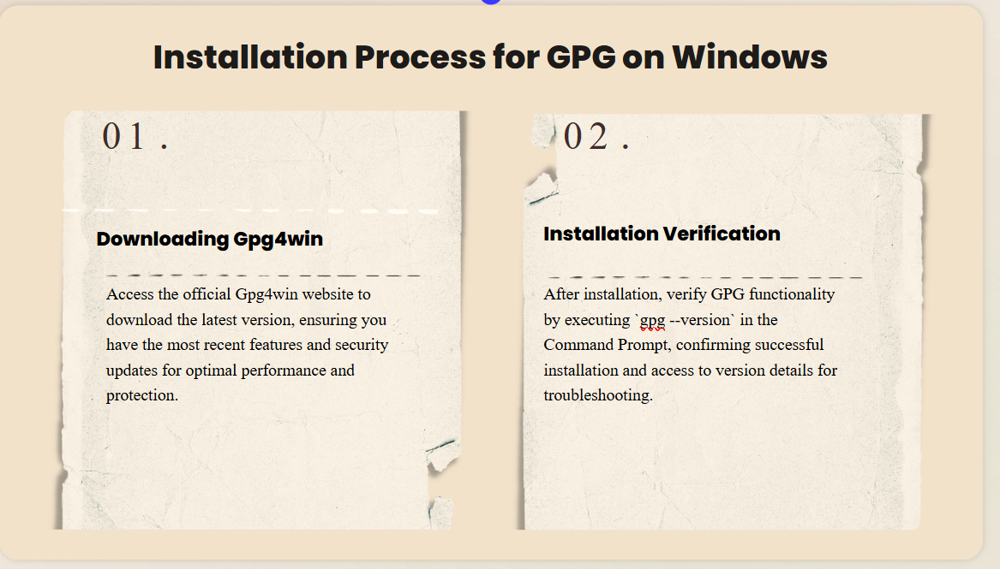 Installation Process for GPG on Windows
01.
Downloading Gpg4win
Access the official Gpg4win website to
download the latest version, ensuring you
have the most recent features and security
updates for optimal performance and
protection.
02.
Installation Verification
After installation, verify GPG functionality
by executing `gpg --version` in the
Command Prompt, confirming successful
installation and access to version details for
troubleshooting.